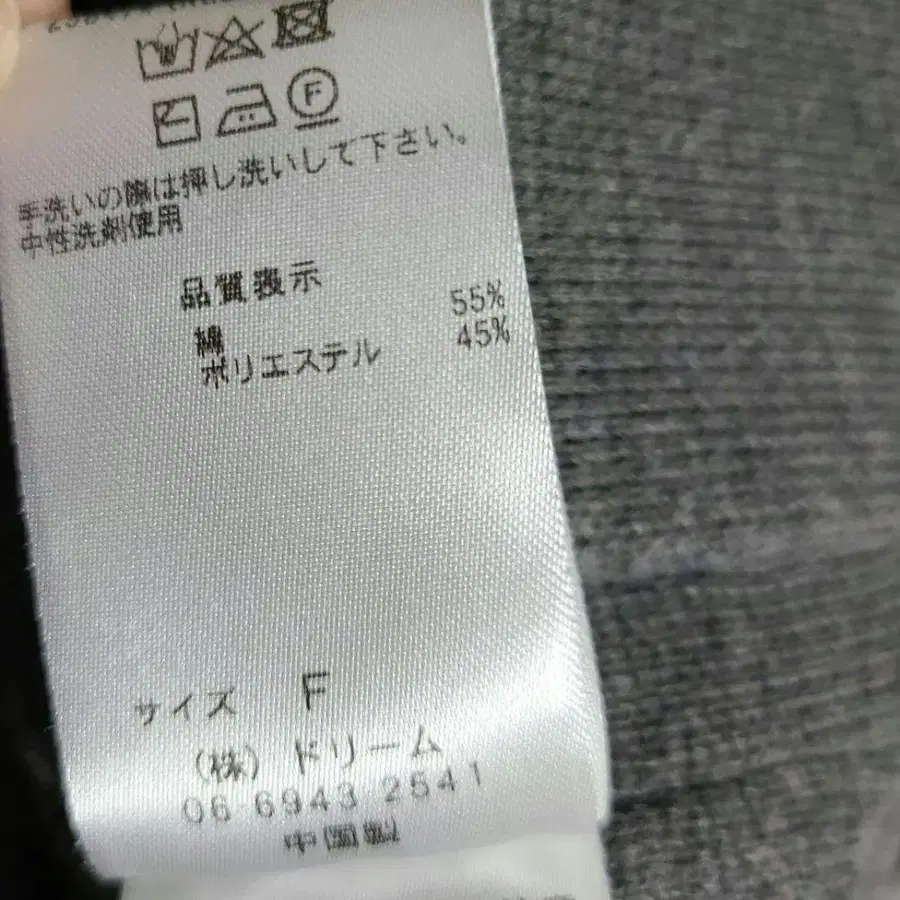 F
手洗いの際は押し洗いして下さい。
中性洗剤使用
品質表示
綿 55%
ポリエステル 45%
サイズ F
(株) ドリーム
06 6943 2541
中国製